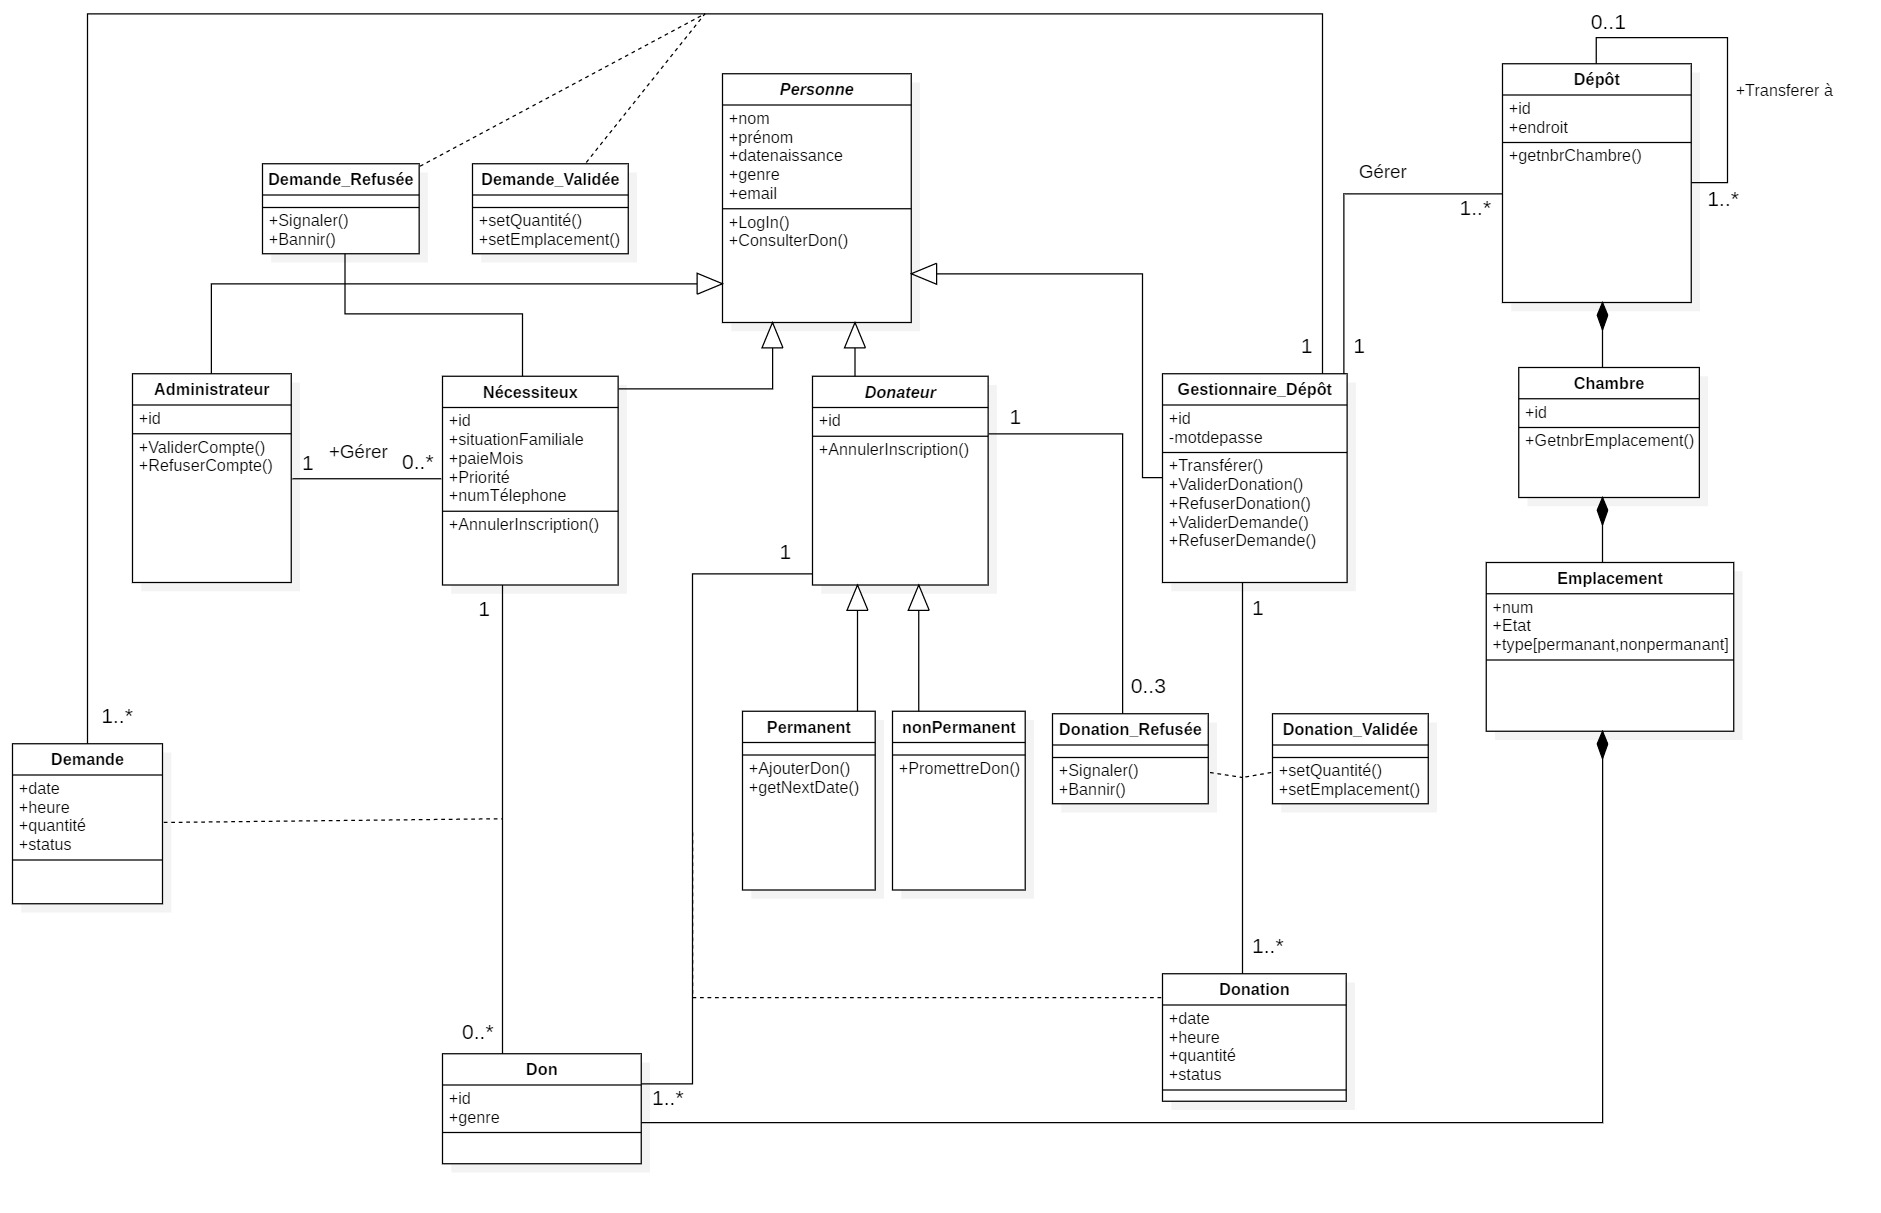 0..1
Personne
+nom
+prénom
+datenaissance
+genre
+email
+LogIn()
+ConsulterDon()
Dépôt
+id
+endroit
+getnbrChambre()
+Transferer à
1..*
Gérer
1..*
1
1
Demande_Refusée
+Signaler()
+Bannir()
Demande_Validée
+setQuantité()
+setEmplacement()
Administrateur
+id
+ValiderCompte()
+RefuserCompte()
1
+Gérer
0..*
Nécessiteux
+id
+situationFamiliale
+paieMois
+Priorité
+numTélephone
+AnnulerInscription()
1
Donateur
+id
+AnnulerInscription()
1
1
Gestionnaire_Dépôt
+id
-motdepasse
+Transférer()
+ValiderDonation()
+RefuserDonation()
+ValiderDemande()
+RefuserDemande()
1
Chambre
+id
+GetnbrEmplacement()
Emplacement
+num
+Etat
+type[permanant,nonpermanant]
1..*
Demande
+date
+heure
+quantité
+status
Permanent
+AjouterDon()
+getNextDate()
nonPermanent
+PromettreDon()
0..3
Donation_Refusée
+Signaler()
+Bannir()
Donation_Validée
+setQuantité()
+setEmplacement()
1..*
Donation
+date
+heure
+quantité
+status
0..*
Don
+id
+genre
1..*